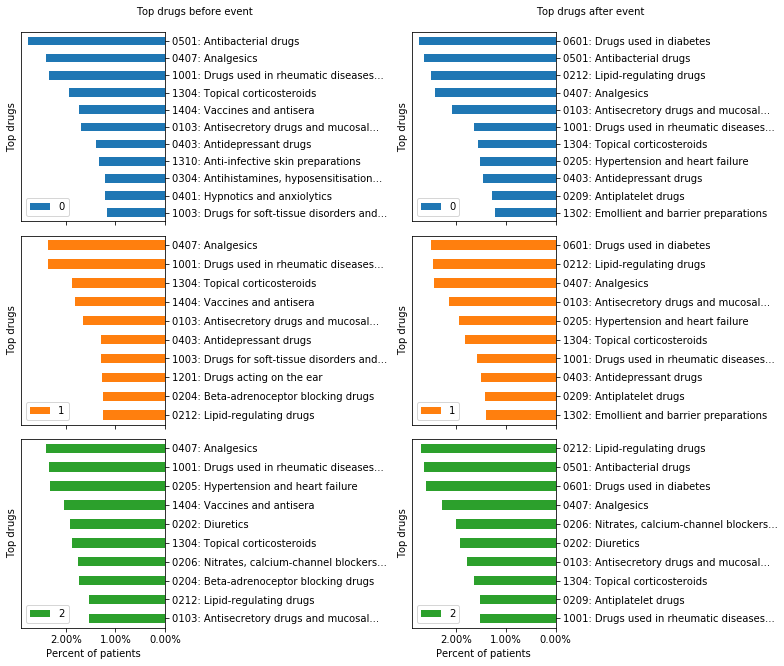 Top drugs before event
Top drugs
0501: Antibacterial drugs
0407: Analgesics
1001: Drugs used in rheumatic diseases...
1304: Topical corticosteroids
1404: Vaccines and antisera
0103: Antisecretory drugs and mucosal...
0403: Antidepressant drugs
1310: Anti-infective skin preparations
0304: Antihistamines, hyposensitisation...
0401: Hypnotics and anxiolytics
1003: Drugs for soft-tissue disorders and...
0
Top drugs
0407: Analgesics
1001: Drugs used in rheumatic diseases...
1304: Topical corticosteroids
1404: Vaccines and antisera
0103: Antisecretory drugs and mucosal...
0403: Antidepressant drugs
1003: Drugs for soft-tissue disorders and...
1201: Drugs acting on the ear
0204: Beta-adrenoceptor blocking drugs
0212: Lipid-regulating drugs
1
Top drugs
0407: Analgesics
1001: Drugs used in rheumatic diseases...
0205: Hypertension and heart failure
1404: Vaccines and antisera
0202: Diuretics
1304: Topical corticosteroids
0206: Nitrates, calcium-channel blockers...
0204: Beta-adrenoceptor blocking drugs
0212: Lipid-regulating drugs
0103: Antisecretory drugs and mucosal...
2
2.00% 1.00% 0.00%
Percent of patients
Top drugs after event
Top drugs
0601: Drugs used in diabetes
0501: Antibacterial drugs
0212: Lipid-regulating drugs
0407: Analgesics
0103: Antisecretory drugs and mucosal...
1001: Drugs used in rheumatic diseases...
1304: Topical corticosteroids
0205: Hypertension and heart failure
0403: Antidepressant drugs
0209: Antiplatelet drugs
1302: Emollient and barrier preparations
0
Top drugs
0601: Drugs used in diabetes
0212: Lipid-regulating drugs
0407: Analgesics
0103: Antisecretory drugs and mucosal...
0205: Hypertension and heart failure
1304: Topical corticosteroids
1001: Drugs used in rheumatic diseases...
0403: Antidepressant drugs
0209: Antiplatelet drugs
1302: Emollient and barrier preparations
1
Top drugs
0212: Lipid-regulating drugs
0501: Antibacterial drugs
0601: Drugs used in diabetes
0407: Analgesics
0206: Nitrates, calcium-channel blockers...
0202: Diuretics
0103: Antisecretory drugs and mucosal...
1304: Topical corticosteroids
0209: Antiplatelet drugs
1001: Drugs used in rheumatic diseases...
2
2.00% 1.00% 0.00%
Percent of patients